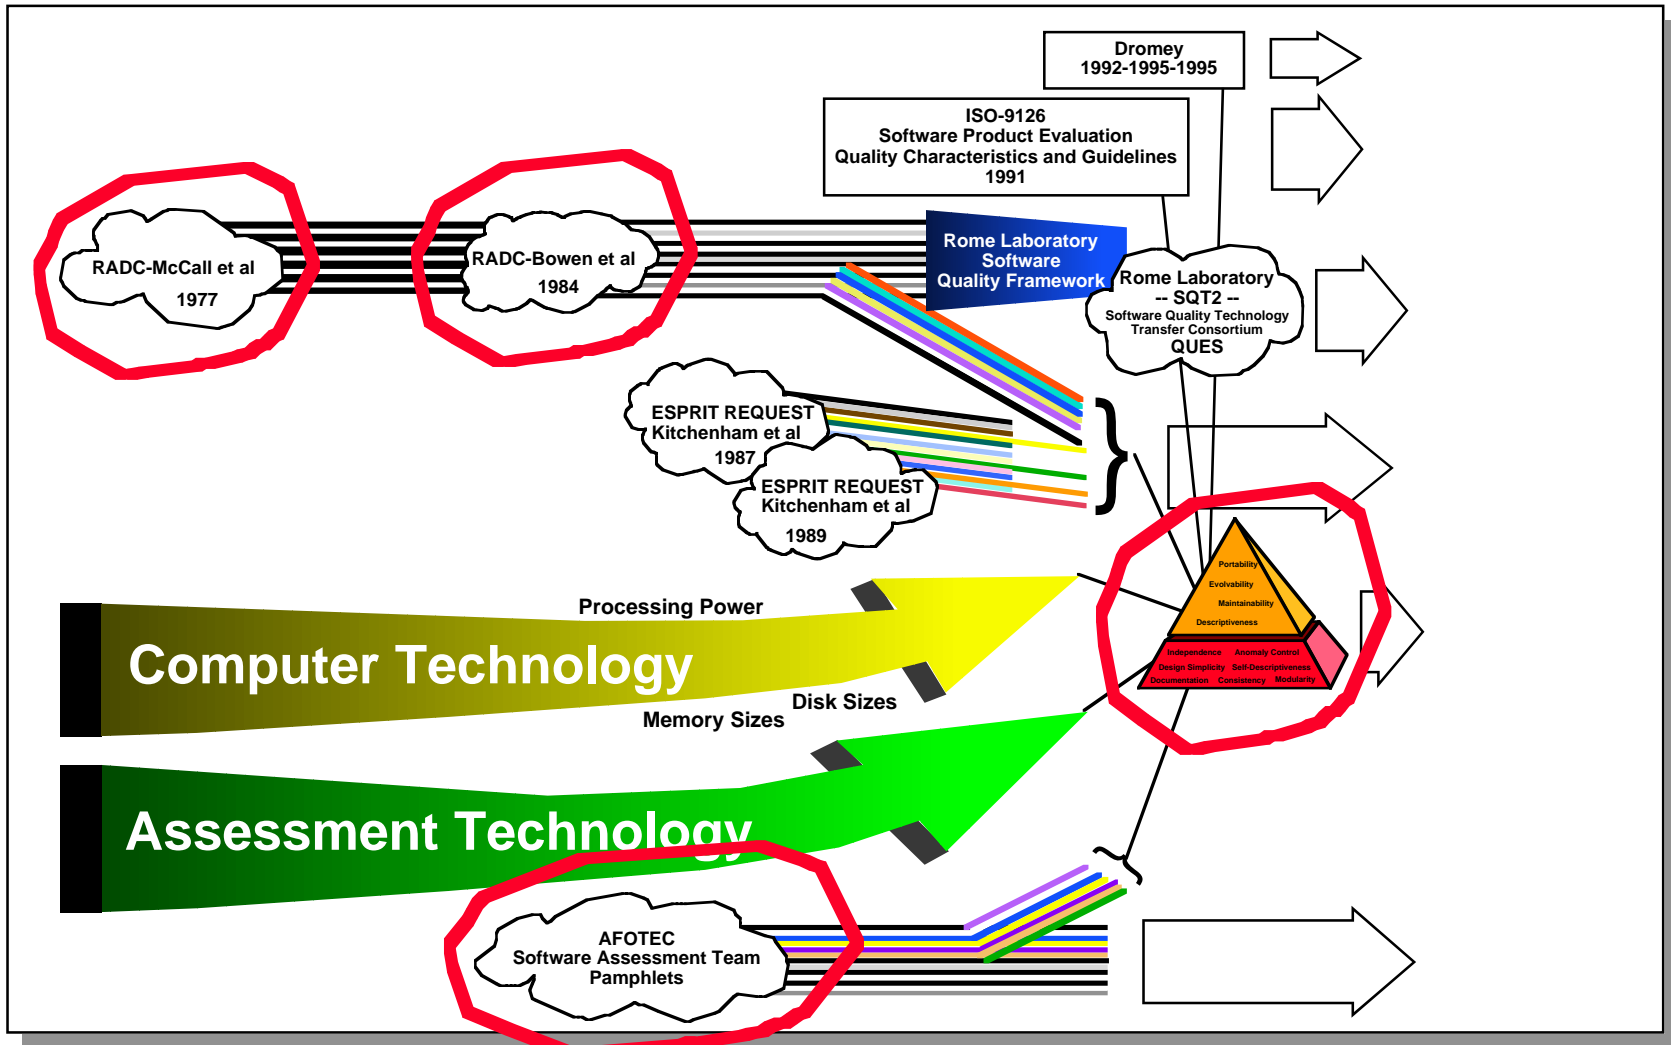 Dromey
1992-1995-1995
ISO-9126
Software Product Evaluation
Quality Characteristics and Guidelines
1991
RADC-McCall et al
1977
RADC-Bowen et al
1984
Rome Laboratory
Software
Quality Framework
Rome Laboratory
-- SQT2 --
Software Quality Technology
Transfer Consortium
QUES
ESPRIT REQUEST
Kitchenham et al
1987
ESPRIT REQUEST
Kitchenham et al
1989
Portability
Evolvability
Maintainability
Descriptiveness
Independence Anomaly Control
Design Simplicity Self-Descriptiveness
Documentation Consistency Modularity
Processing Power
Computer Technology
Disk Sizes
Memory Sizes
Assessment Technology
AFOTEC
Software Assessment Team
Pamphlets